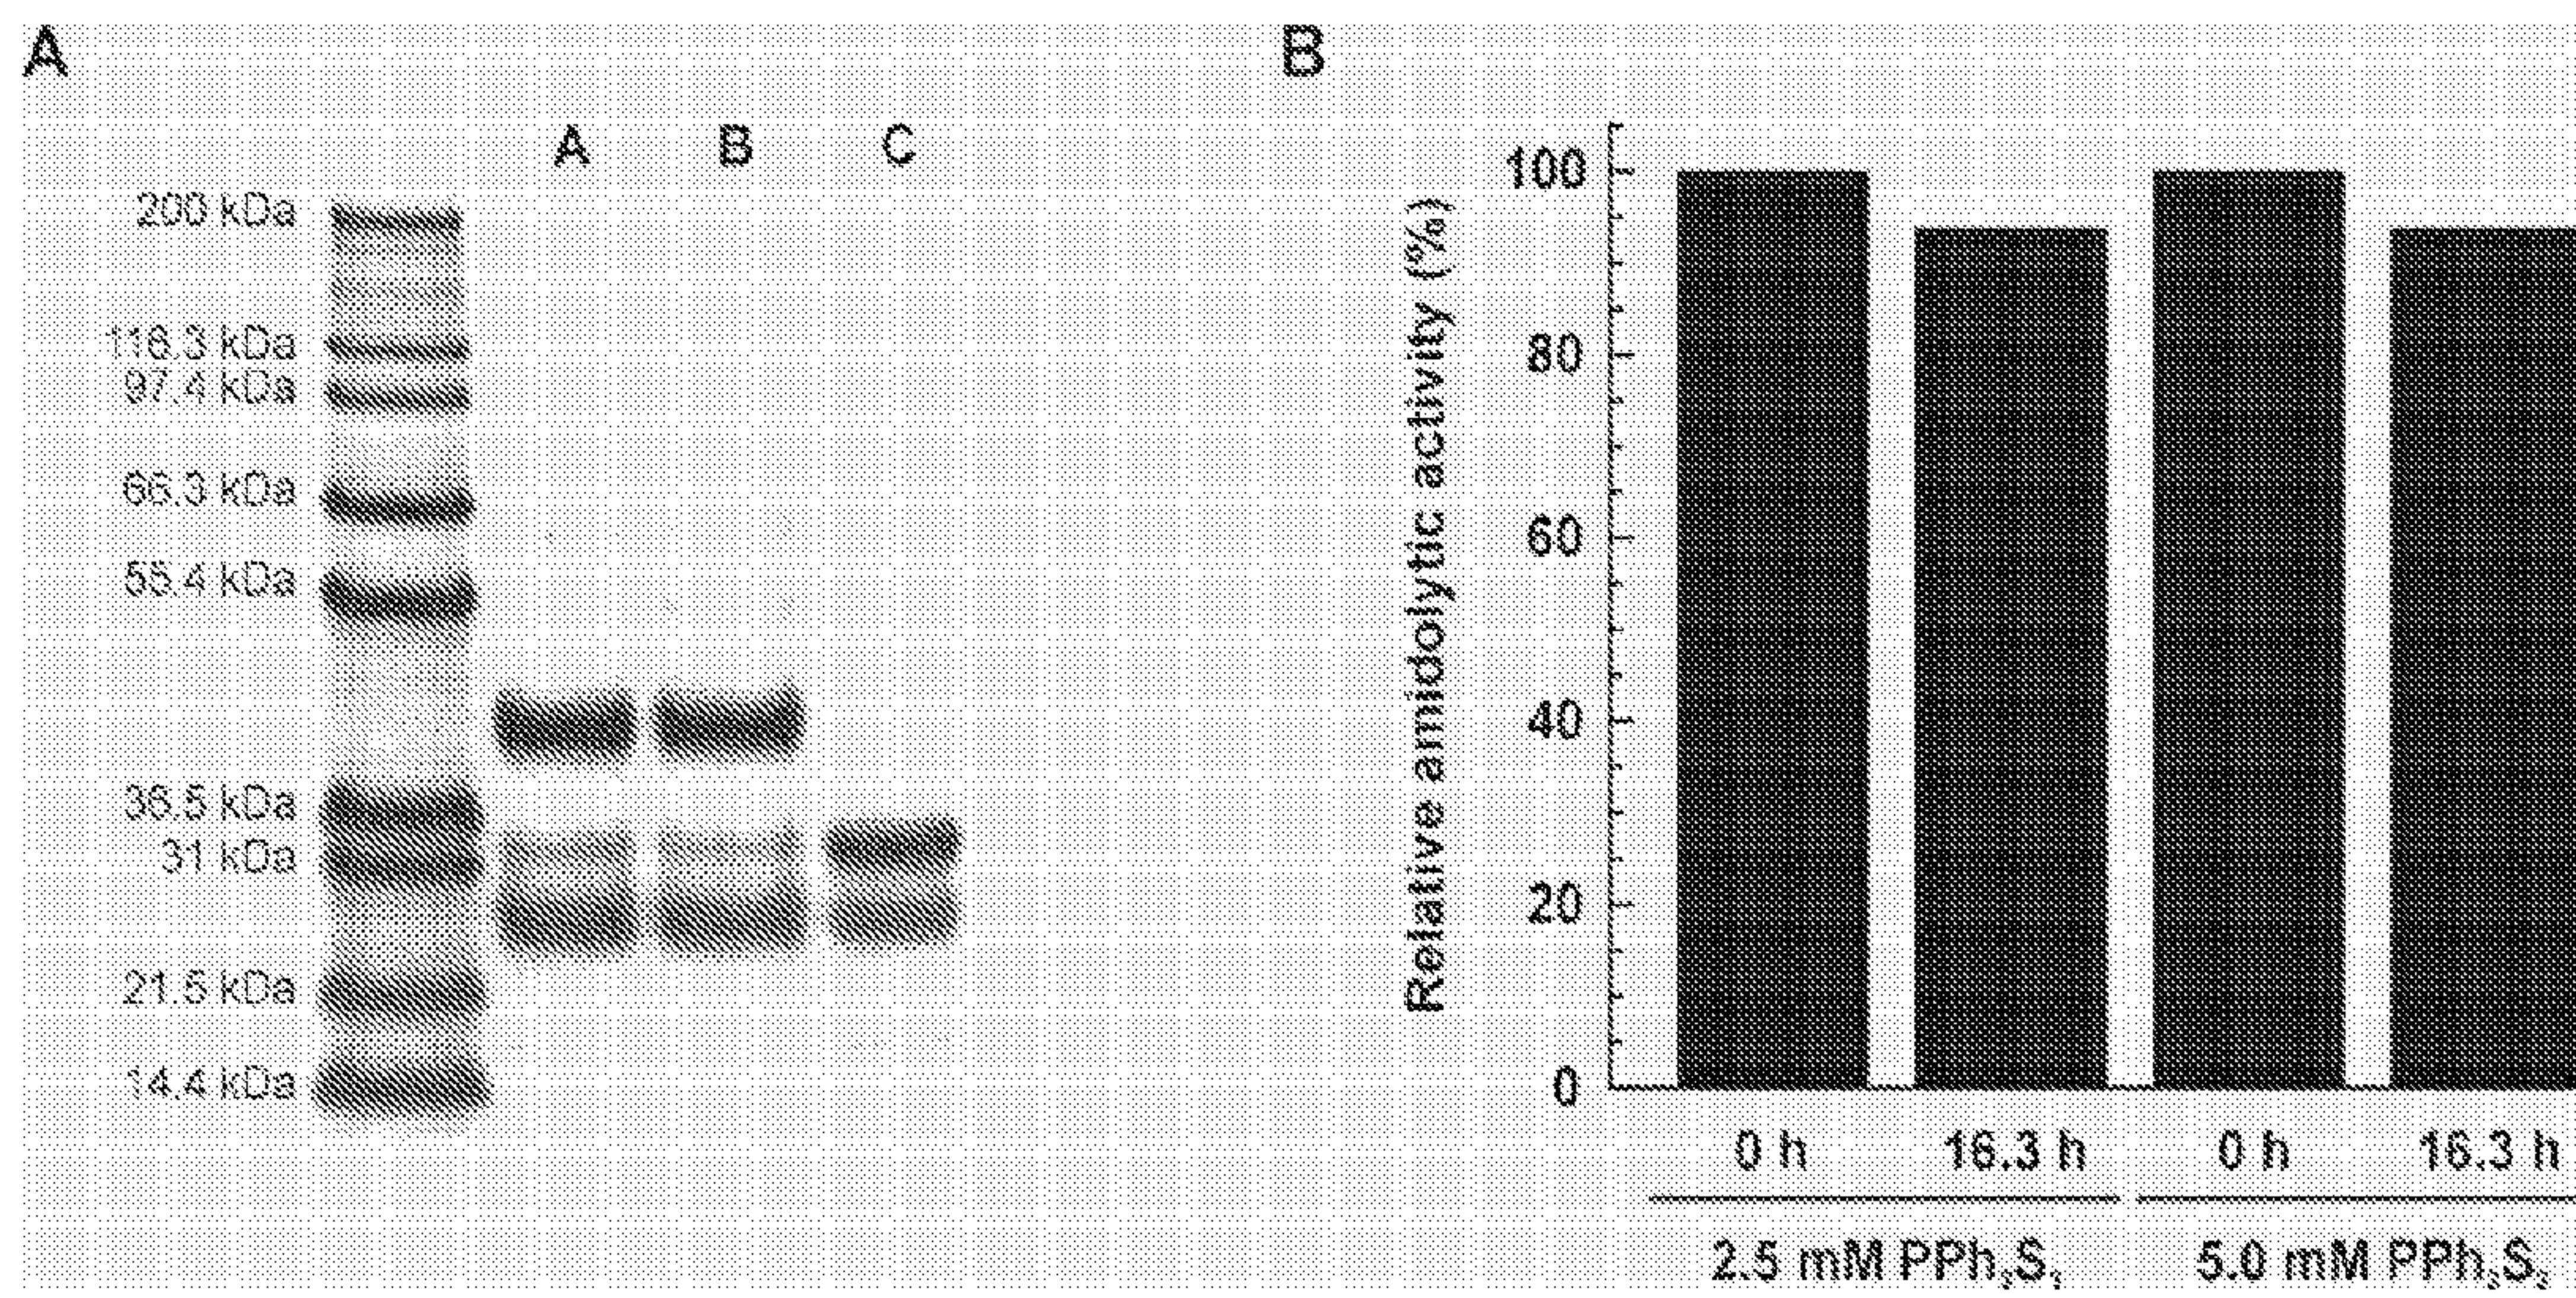 A
A B C
200 kDa
116.3 kDa
97.4 kDa
66.3 kDa
55.4 kDa
36.5 kDa
31 kDa
21.5 kDa
14.4 kDa
B
Relative amidolytic activity (%)
100
80
60
40
20
0
0 h 16.3 h 0 h 16.3 h
2.5 mM PPh₃S₃ 5.0 mM PPh₃S₃